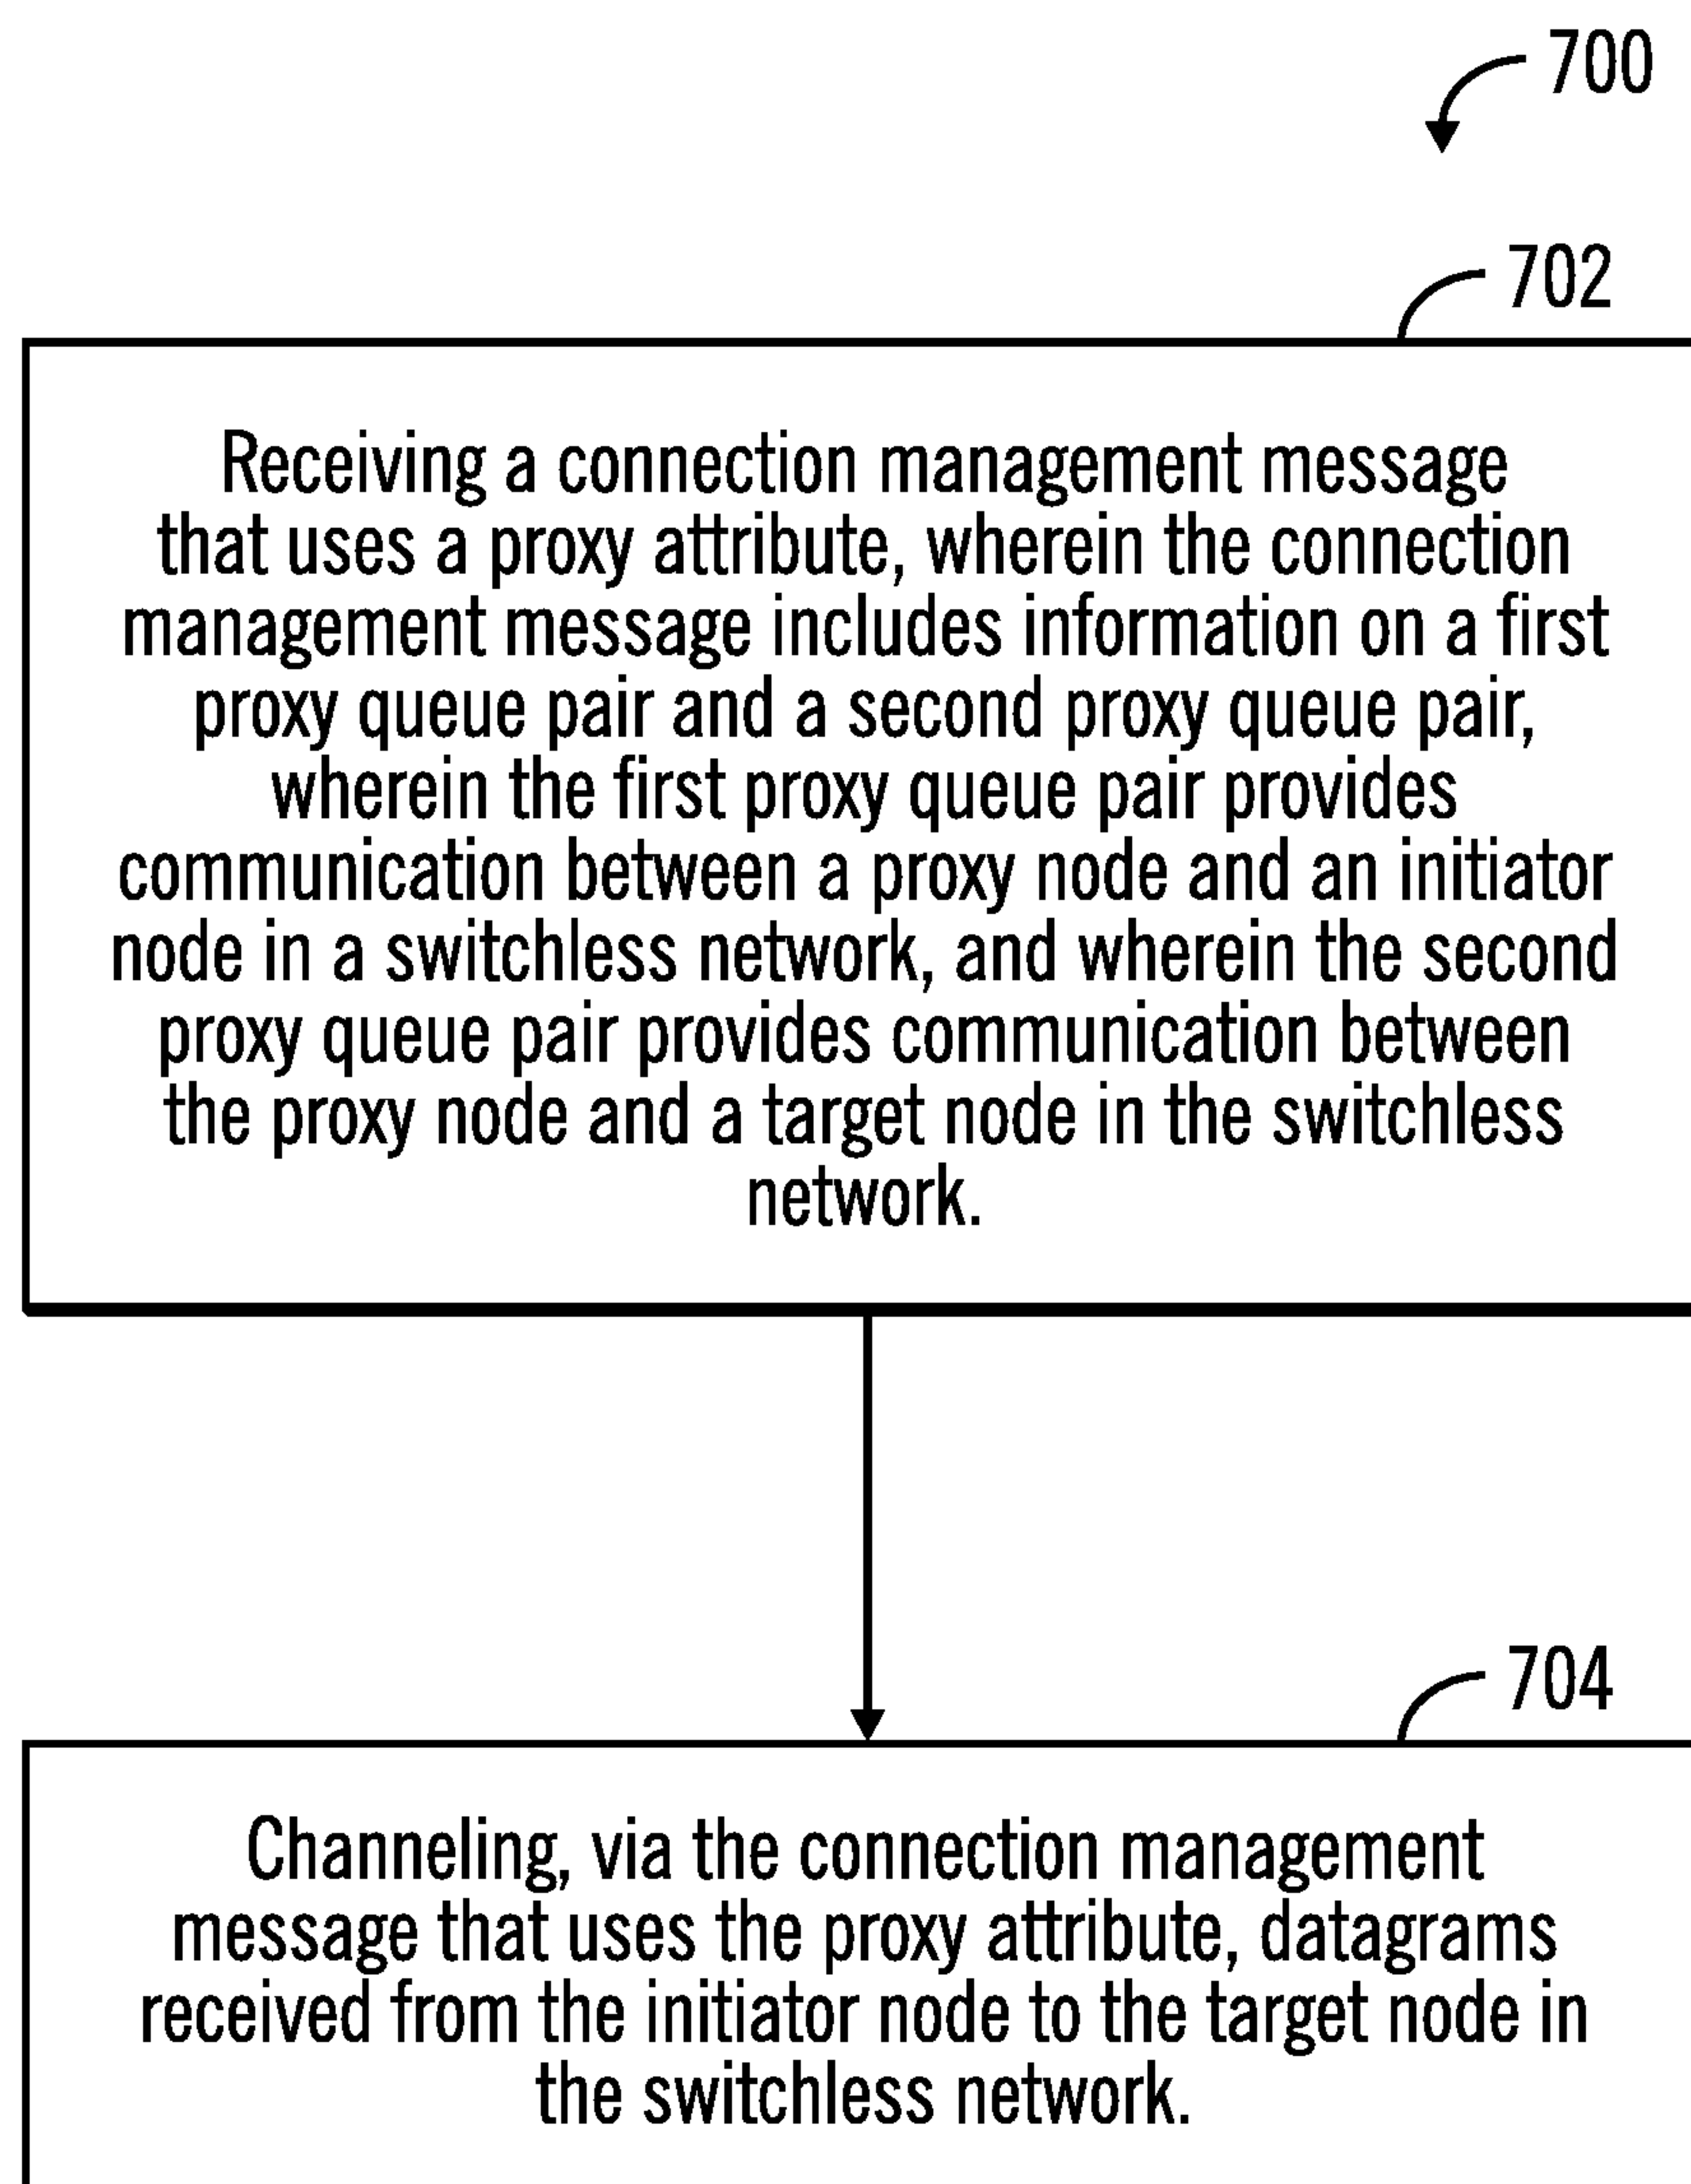 700
702
Receiving a connection management message
that uses a proxy attribute, wherein the connection
management message includes information on a first
proxy queue pair and a second proxy queue pair,
wherein the first proxy queue pair provides
communication between a proxy node and an initiator
node in a switchless network, and wherein the second
proxy queue pair provides communication between
the proxy node and a target node in the switchless
network.
704
Channeling, via the connection management
message that uses the proxy attribute, datagrams
received from the initiator node to the target node in
the switchless network.